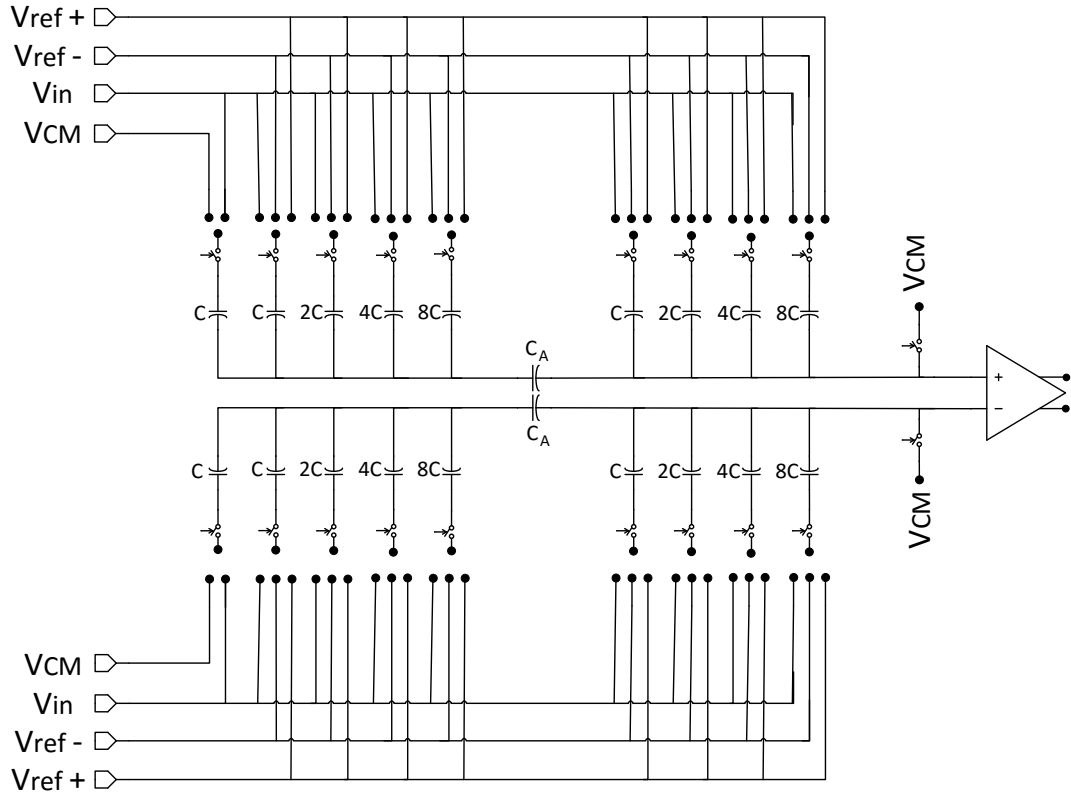 Vref +
Vref -
Vin
VCM
VCM
C C 2C 4C 8C C 2C 4C 8C
CA
+
−
CA
C C 2C 4C 8C C 2C 4C 8C
VCM
VCM
Vin
Vref -
Vref +